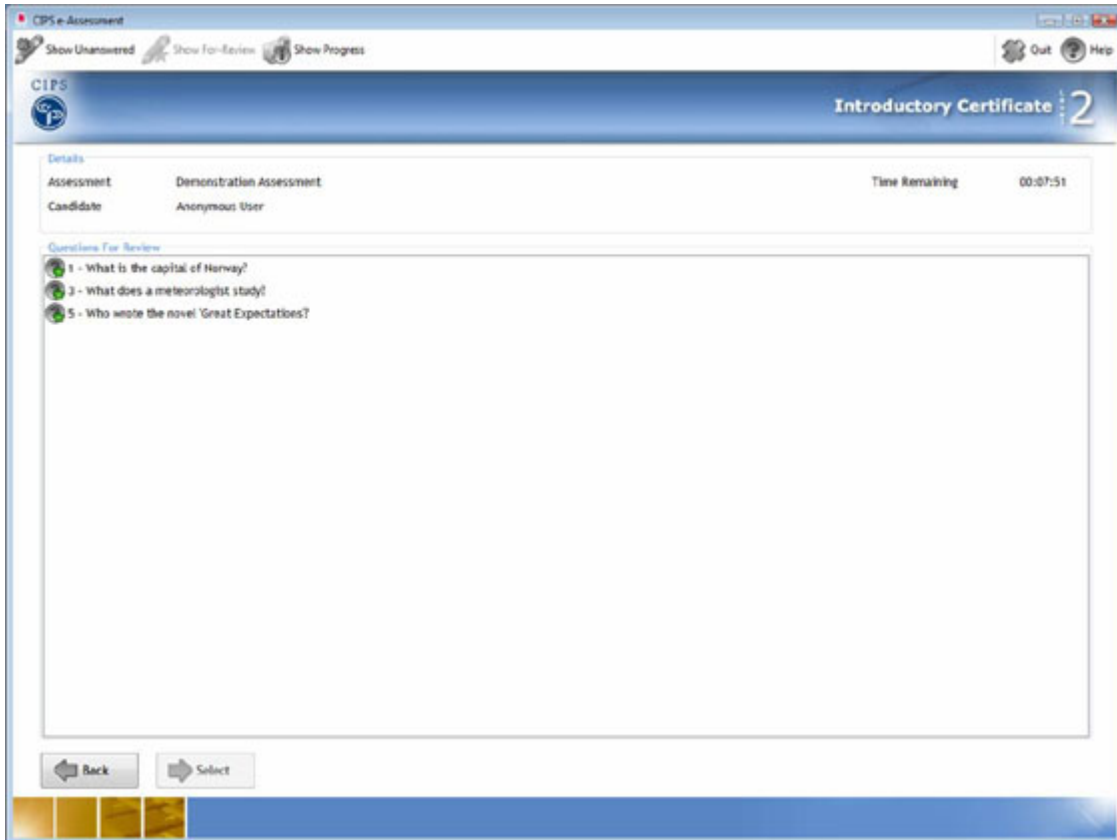 CIPS e-Assessment
Show Unanswered Show For-Review Show Progress Quit Help
CIPS
Introductory Certificate LEVEL 2
Details
Assessment Demonstration Assessment Time Remaining 00:07:51
Candidate Anonymous User
Questions For Review
1 - What is the capital of Norway?
3 - What does a meteorologist study?
5 - Who wrote the novel 'Great Expectations?
Back Select